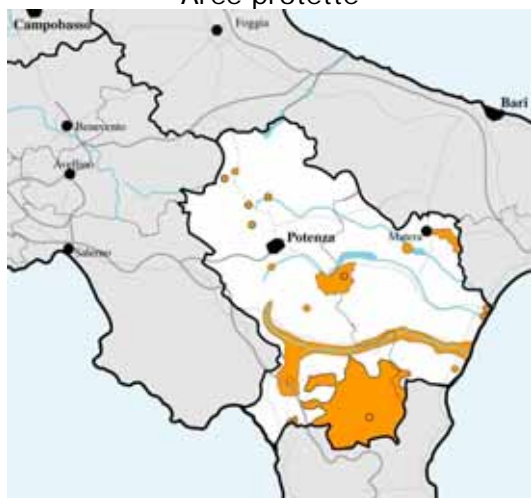 Aree protette
Campobasso
Foggia
Bari
Benevento
Avellino
Potenza
Matera
Salerno